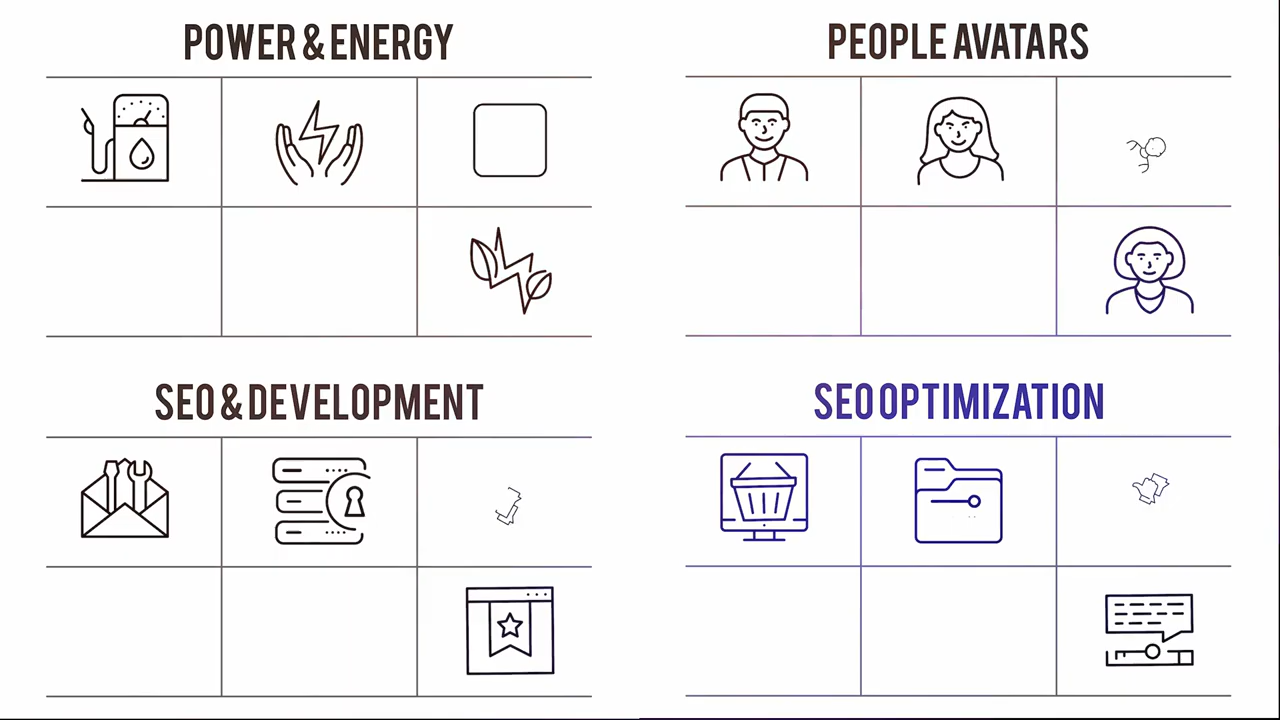 POWER & ENERGY
PEOPLE AVATARS
SEO & DEVELOPMENT
SEO OPTIMIZATION